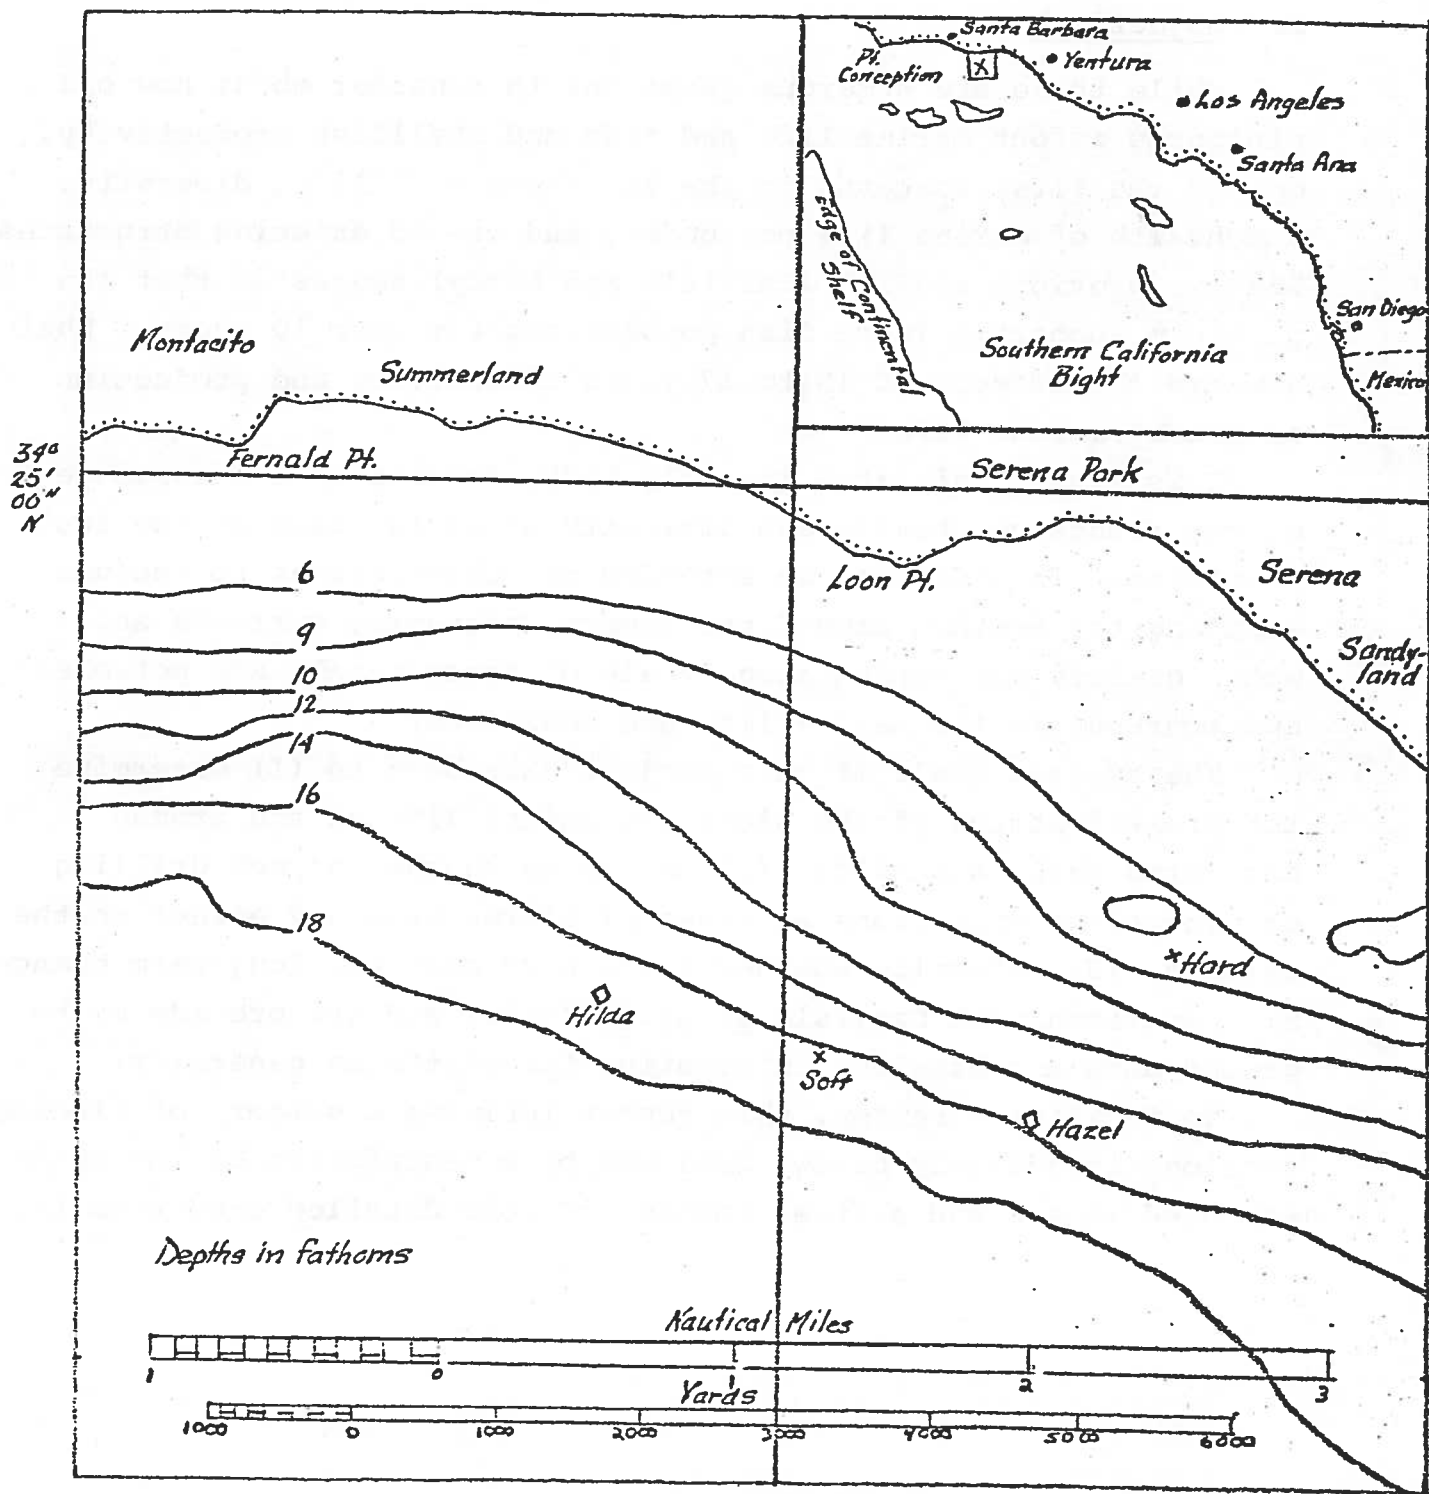 Santa Barbara
Pt.
Conception
X
Ventura
Los Angeles
Santa Ana
Edge of Continental
Shelf
San Diego
Southern California
Bight
Mexico
Montacito
Summerland
34°
25'
00"
N
Fernald Pt.
Serena Park
Loon Pt.
Serena
Sandy-
land
6
9
10
12
14
16
18
x Hard
Hilda
x
Soft
Hazel
Depths in fathoms
Nautical Miles
1 0 1 2 3
Yards
1000 0 1000 2000 3000 4000 5000 6000